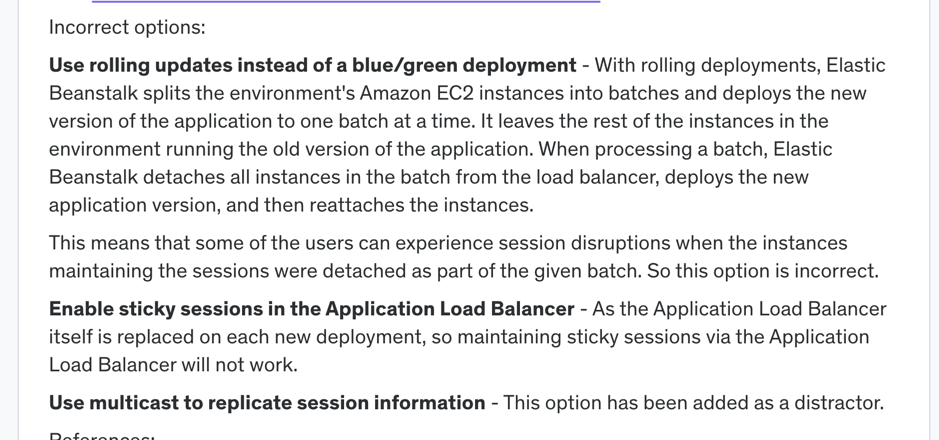 Incorrect options:
Use rolling updates instead of a blue/green deployment - With rolling deployments, Elastic
Beanstalk splits the environment's Amazon EC2 instances into batches and deploys the new
version of the application to one batch at a time. It leaves the rest of the instances in the
environment running the old version of the application. When processing a batch, Elastic
Beanstalk detaches all instances in the batch from the load balancer, deploys the new
application version, and then reattaches the instances.
This means that some of the users can experience session disruptions when the instances
maintaining the sessions were detached as part of the given batch. So this option is incorrect.
Enable sticky sessions in the Application Load Balancer - As the Application Load Balancer
itself is replaced on each new deployment, so maintaining sticky sessions via the Application
Load Balancer will not work.
Use multicast to replicate session information - This option has been added as a distractor.
References: